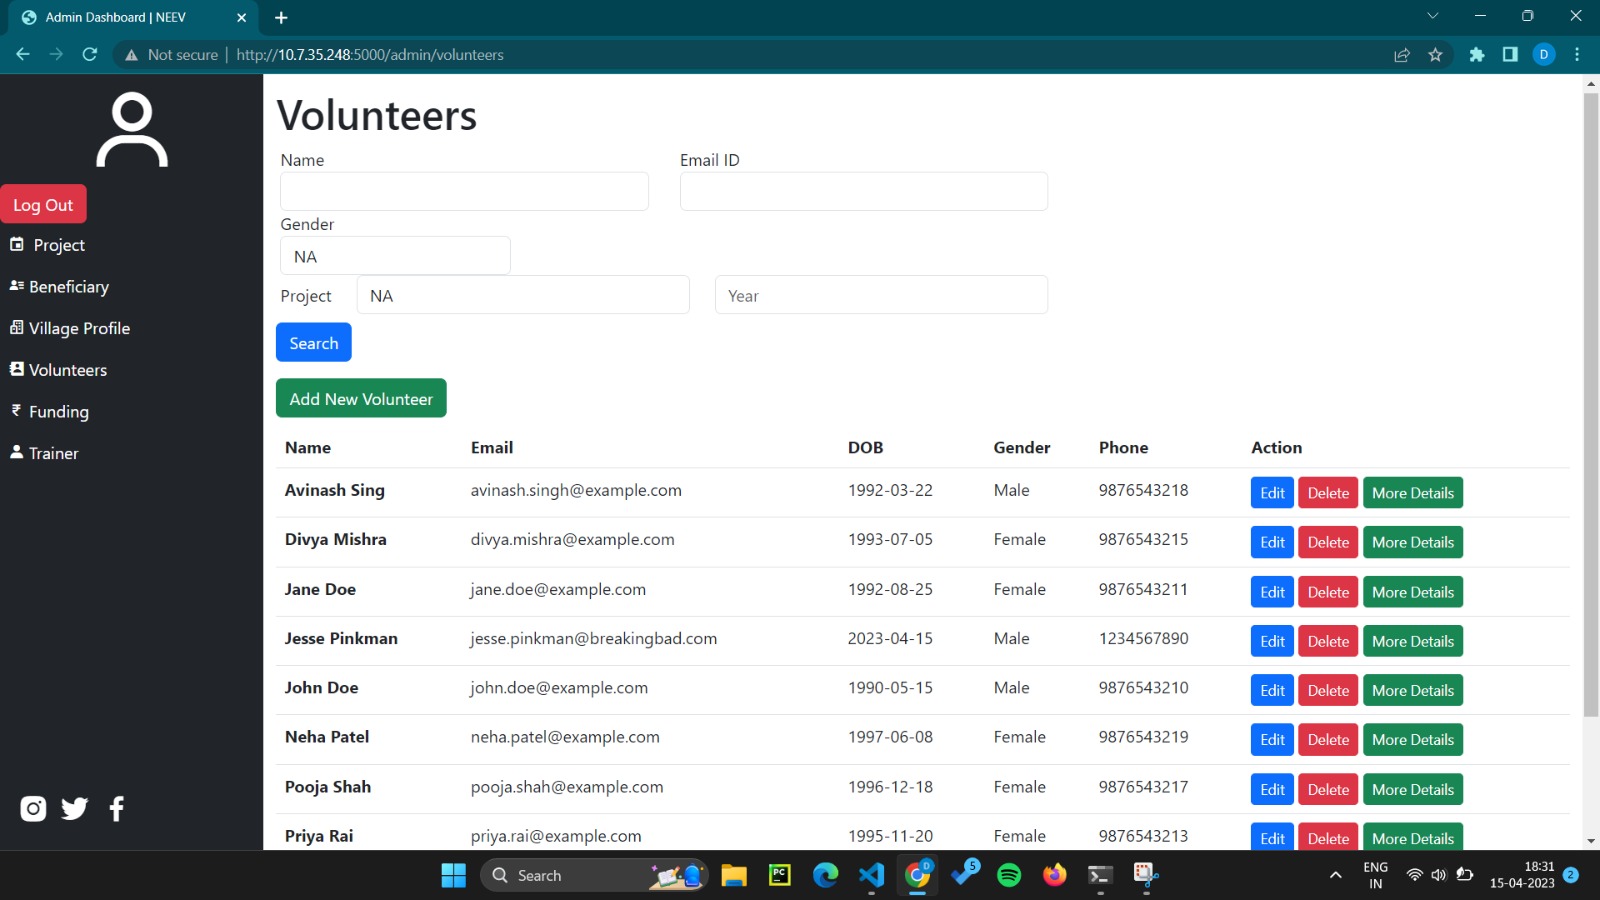 Admin Dashboard | NEEV
Not secure | http://10.7.35.248:5000/admin/volunteers
D
Log Out
Project
Beneficiary
Village Profile
Volunteers
Funding
Trainer
Volunteers
Name Email ID
Gender
NA
Project NA Year
Search
Add New Volunteer
Name Email DOB Gender Phone Action
Avinash Sing avinash.singh@example.com 1992-03-22 Male 9876543218 Edit Delete More Details
Divya Mishra divya.mishra@example.com 1993-07-05 Female 9876543215 Edit Delete More Details
Jane Doe jane.doe@example.com 1992-08-25 Female 9876543211 Edit Delete More Details
Jesse Pinkman jesse.pinkman@breakingbad.com 2023-04-15 Male 1234567890 Edit Delete More Details
John Doe john.doe@example.com 1990-05-15 Male 9876543210 Edit Delete More Details
Neha Patel neha.patel@example.com 1997-06-08 Female 9876543219 Edit Delete More Details
Pooja Shah pooja.shah@example.com 1996-12-18 Female 9876543217 Edit Delete More Details
Priya Rai priya.rai@example.com 1995-11-20 Female 9876543213 Edit Delete More Details
Search PC D 5 ENG 18:31
IN 15-04-2023 2